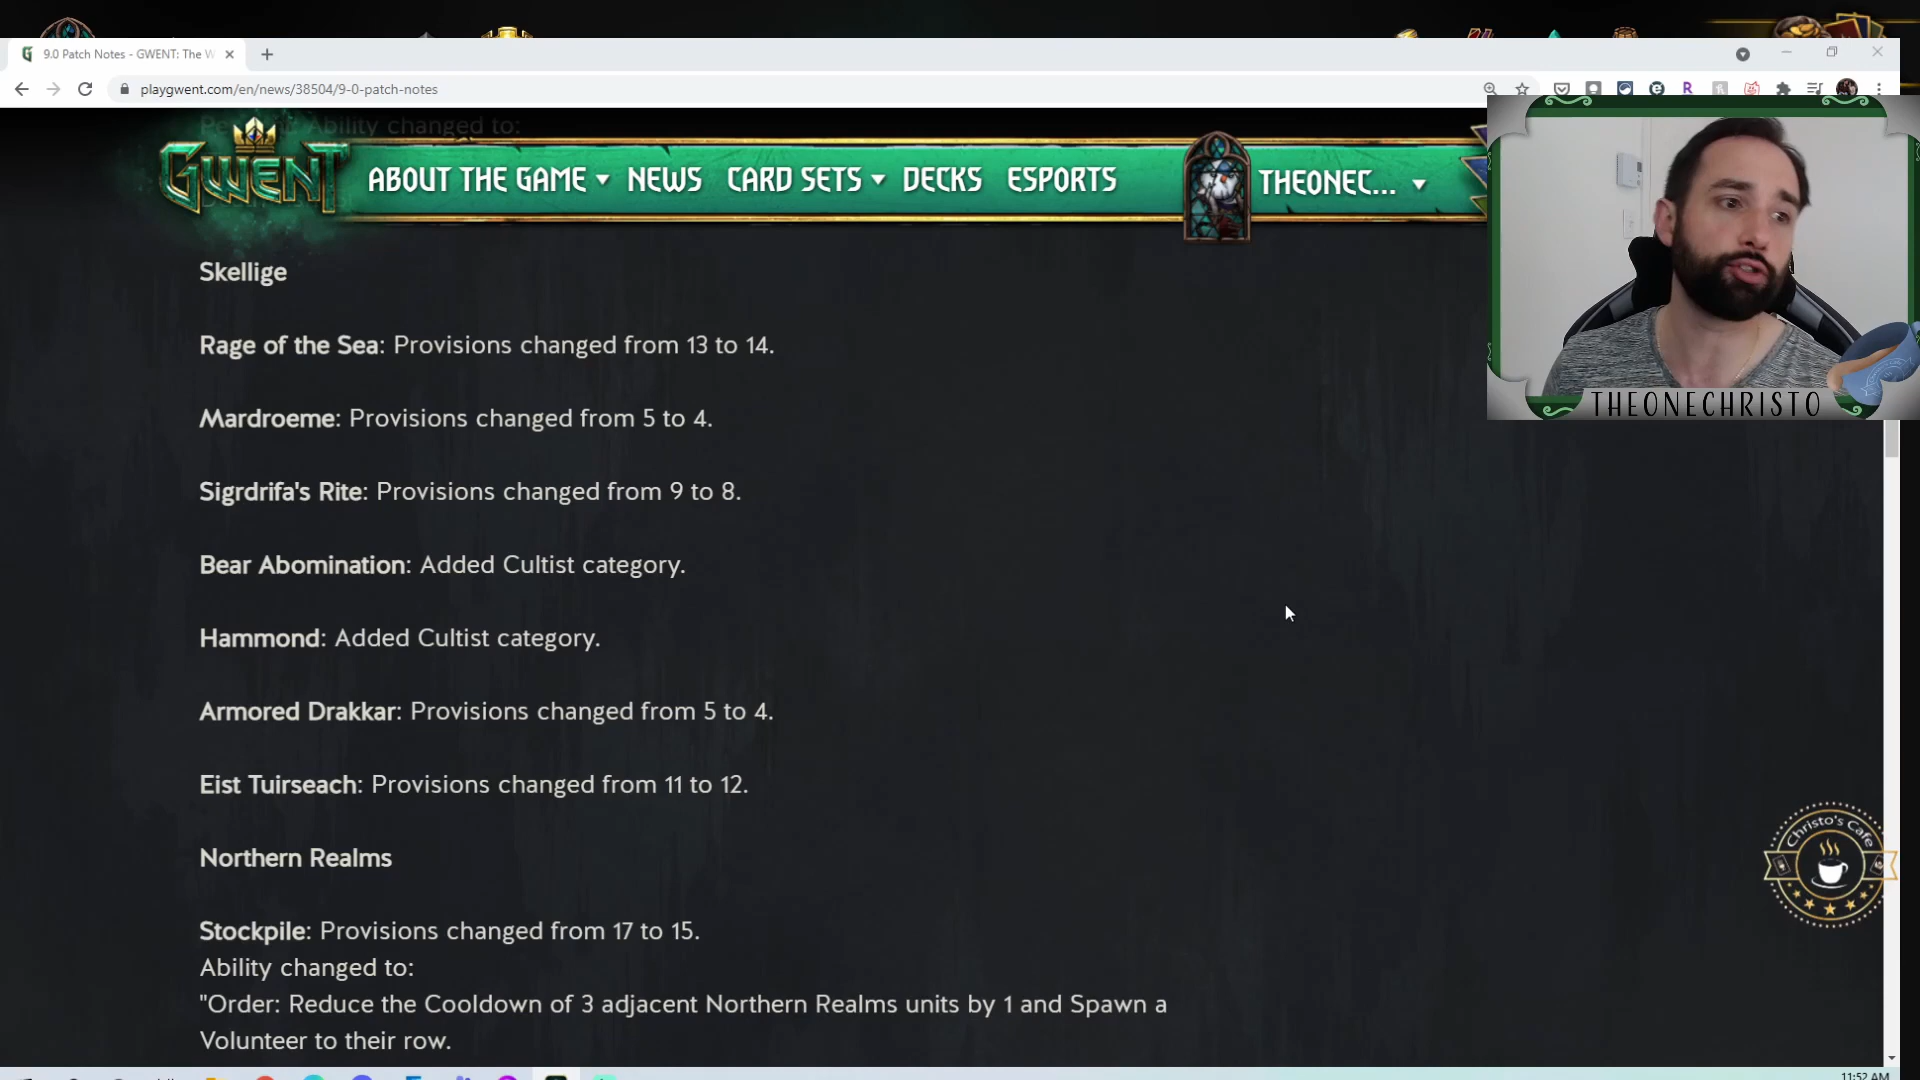 9.0 Patch Notes - GWENT: The W
playgwent.com/en/news/38504/9-0-patch-notes
Ability changed to:
GWENT
ABOUT THE GAME
NEWS
CARD SETS
DECKS
ESPORTS
THEONEC...
Skellige
Rage of the Sea: Provisions changed from 13 to 14.
Mardroeme: Provisions changed from 5 to 4.
Sigrdrifa's Rite: Provisions changed from 9 to 8.
Bear Abomination: Added Cultist category.
Hammond: Added Cultist category.
Armored Drakkar: Provisions changed from 5 to 4.
Eist Tuirseach: Provisions changed from 11 to 12.
Northern Realms
Stockpile: Provisions changed from 17 to 15.
Ability changed to:
"Order: Reduce the Cooldown of 3 adjacent Northern Realms units by 1 and Spawn a
Volunteer to their row.
THEONECHRISTO
Christo's Cafe
11:52 AM